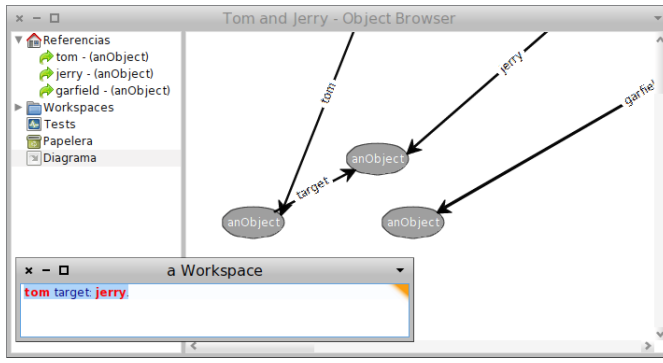 Tom and Jerry - Object Browser
Referencias
tom - (anObject)
jerry - (anObject)
garfield - (anObject)
Workspaces
Tests
Papelera
Diagrama
tom
jerry
garfiel
anObject
target
anObject
anObject
a Workspace
tom target: jerry.